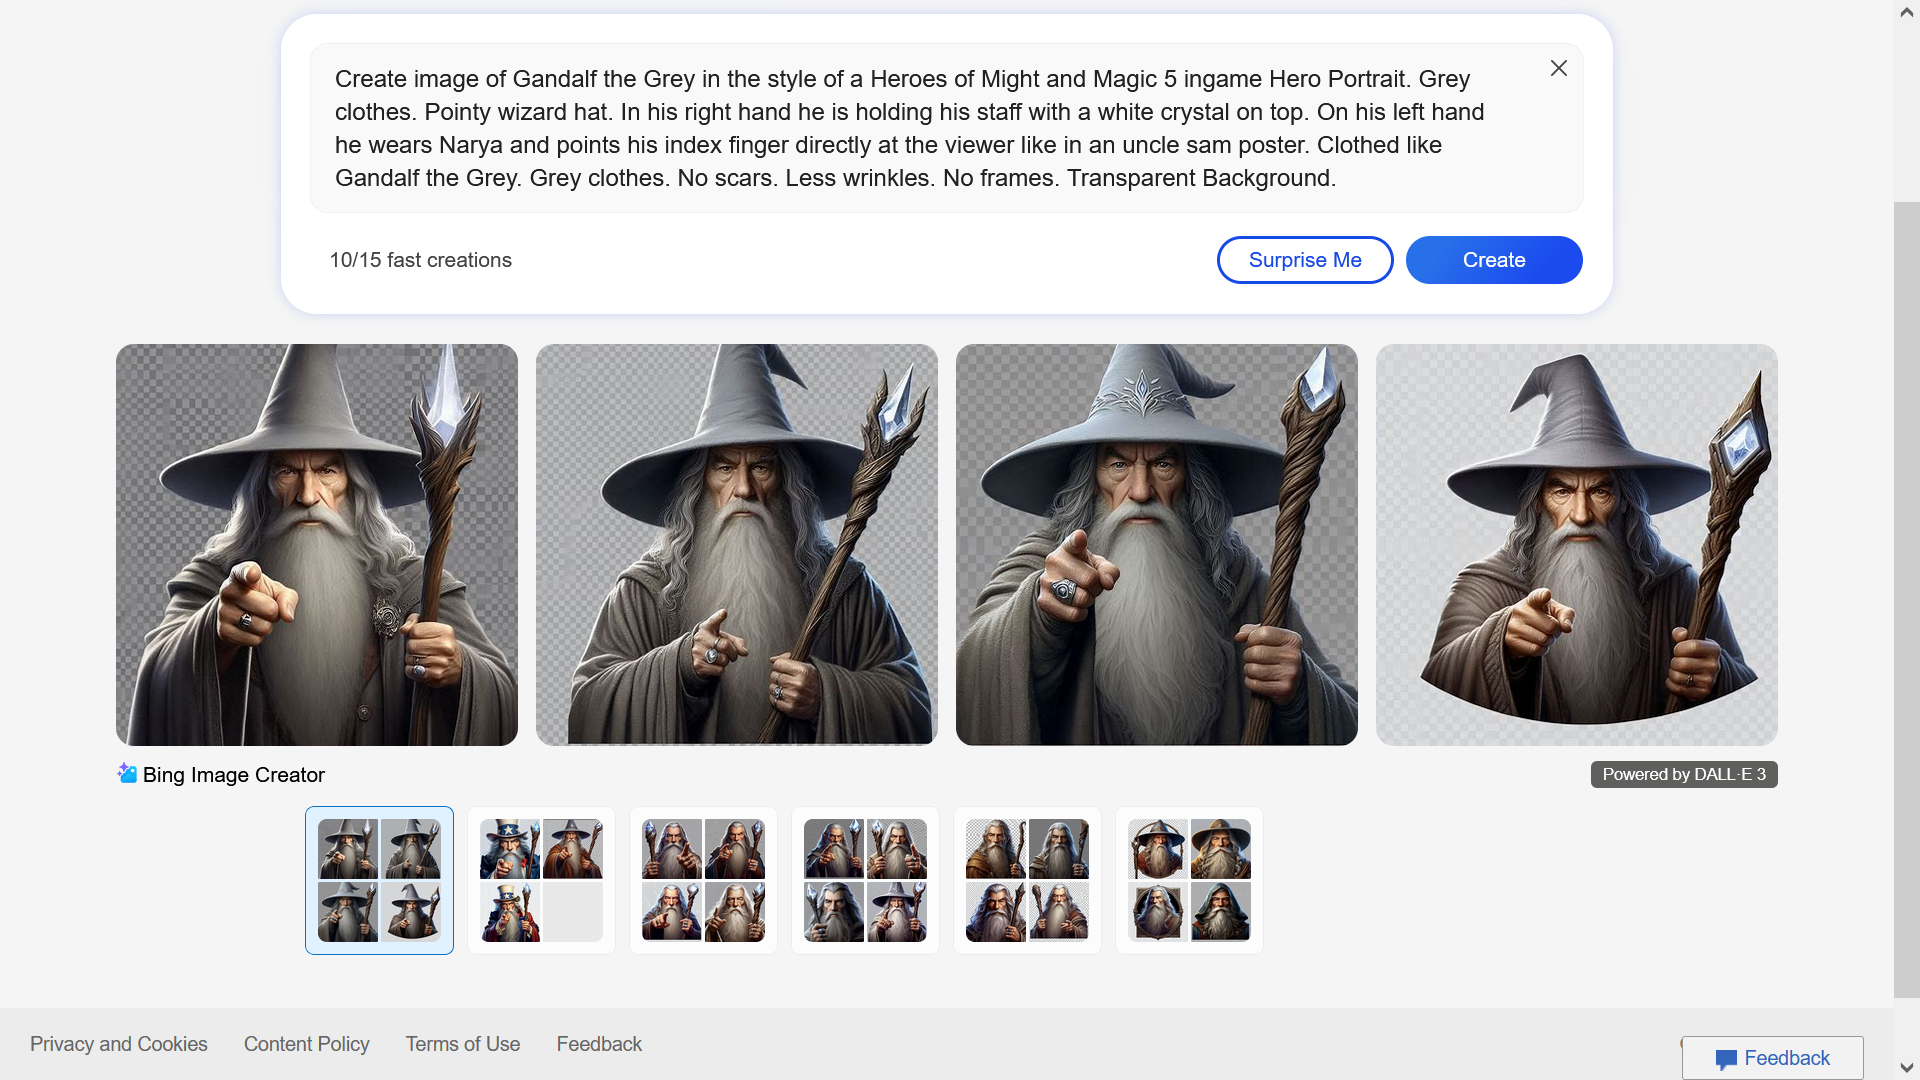 Create image of Gandalf the Grey in the style of a Heroes of Might and Magic 5 ingame Hero Portrait. Grey
clothes. Pointy wizard hat. In his right hand he is holding his staff with a white crystal on top. On his left hand
he wears Narya and points his index finger directly at the viewer like in an uncle sam poster. Clothed like
Gandalf the Grey. Grey clothes. No scars. Less wrinkles. No frames. Transparent Background.
10/15 fast creations
Surprise Me
Create
Bing Image Creator
Powered by DALL·E 3
Privacy and Cookies
Content Policy
Terms of Use
Feedback
Feedback